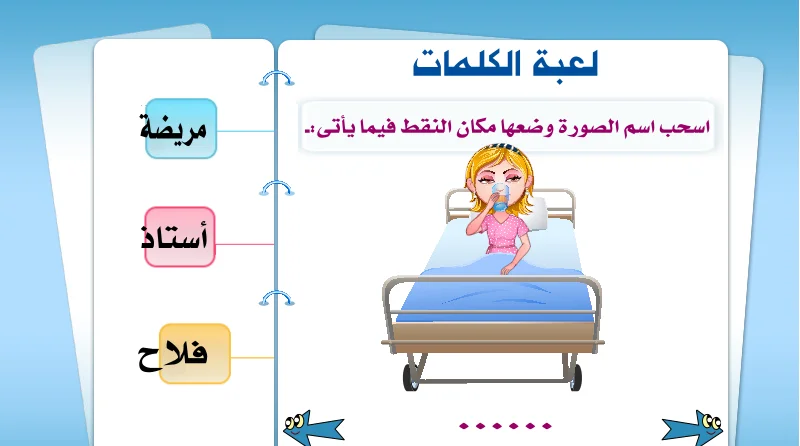 لعبة الكلمات
اسحب اسم الصورة وضعها مكان النقط فيما يأتى :ـ
مريضة
أستاذ
فلاح
......